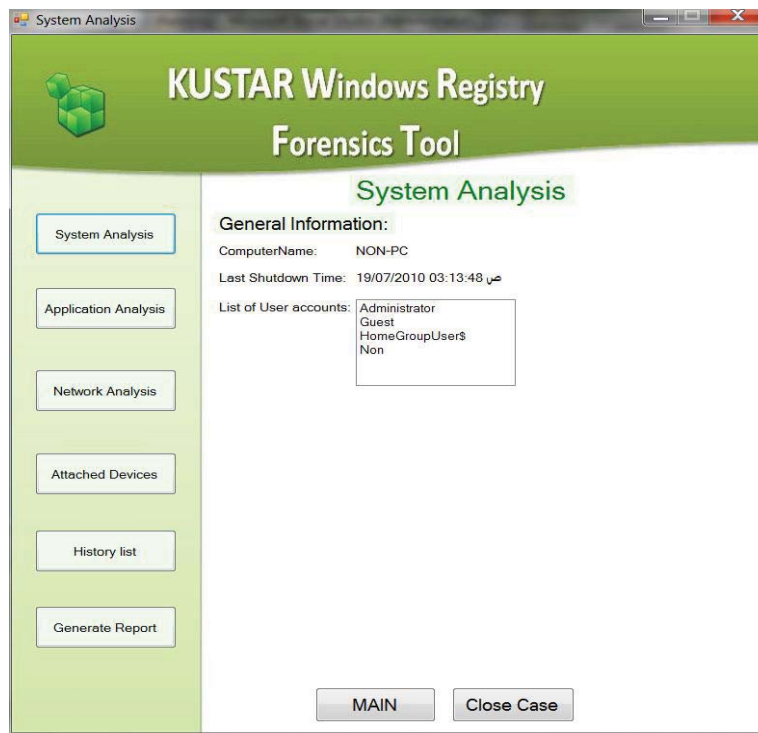 System Analysis
KUSTAR Windows Registry
Forensics Tool
System Analysis
Application Analysis
Network Analysis
Attached Devices
History list
Generate Report
System Analysis
General Information:
ComputerName: NON-PC
Last Shutdown Time: 19/07/2010 03:13:48 ص
List of User accounts: Administrator
Guest
HomeGroupUser$
Non
MAIN Close Case